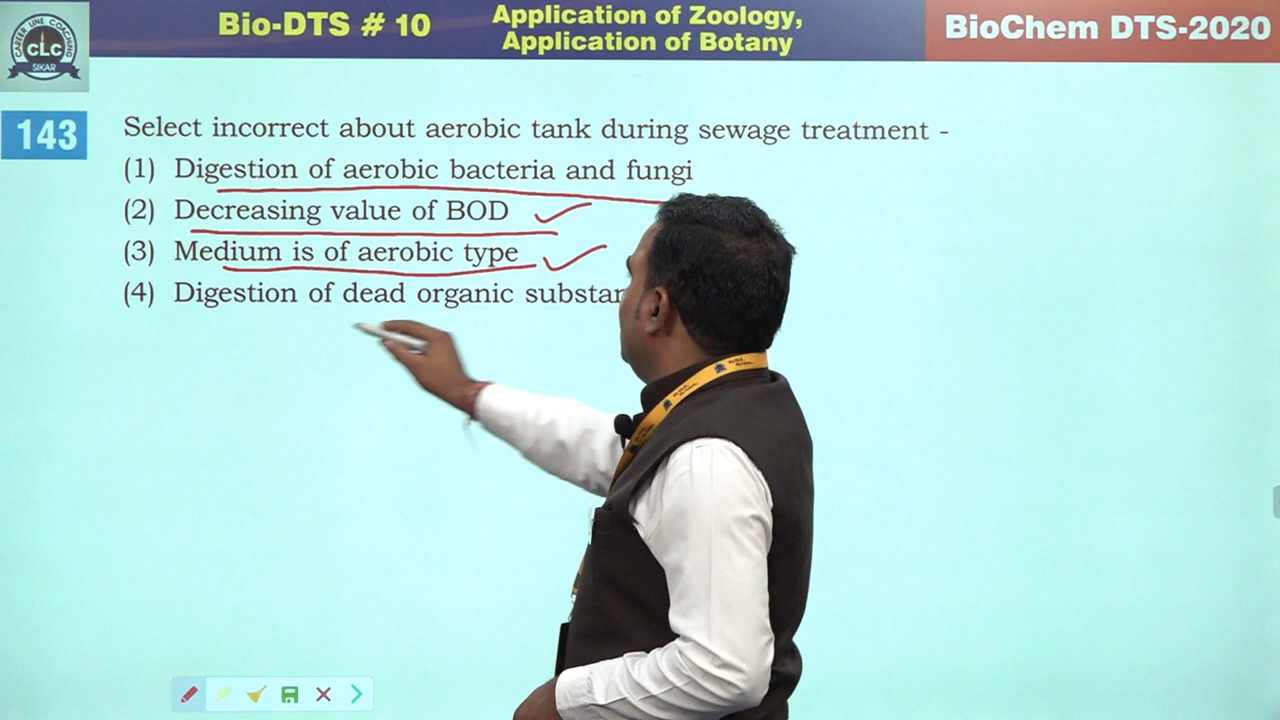 CAREER LINE COACHING
CLC
SIKAR
Bio-DTS # 10
Application of Zoology,
Application of Botany
BioChem DTS-2020
143
Select incorrect about aerobic tank during sewage treatment -
(1) Digestion of aerobic bacteria and fungi
(2) Decreasing value of BOD
(3) Medium is of aerobic type
(4) Digestion of dead organic